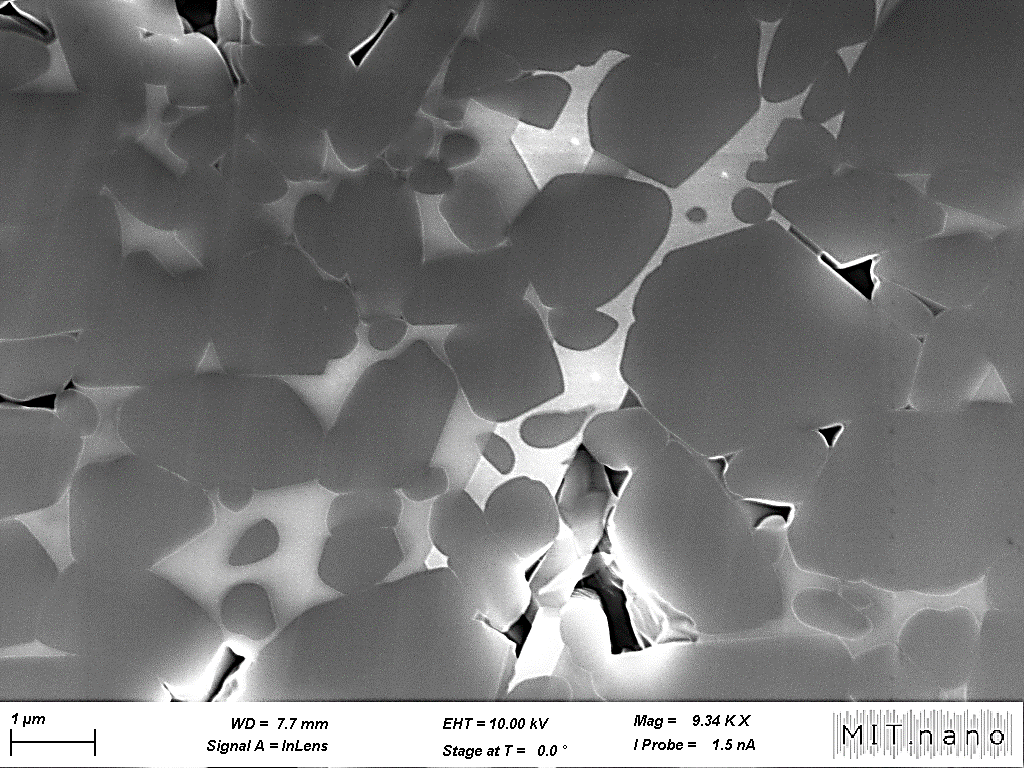 1 µm
WD = 7.7 mm
Signal A = InLens
EHT = 10.00 kV
Stage at T = 0.0 °
Mag = 9.34 K X
I Probe = 1.5 nA
MIT.nano